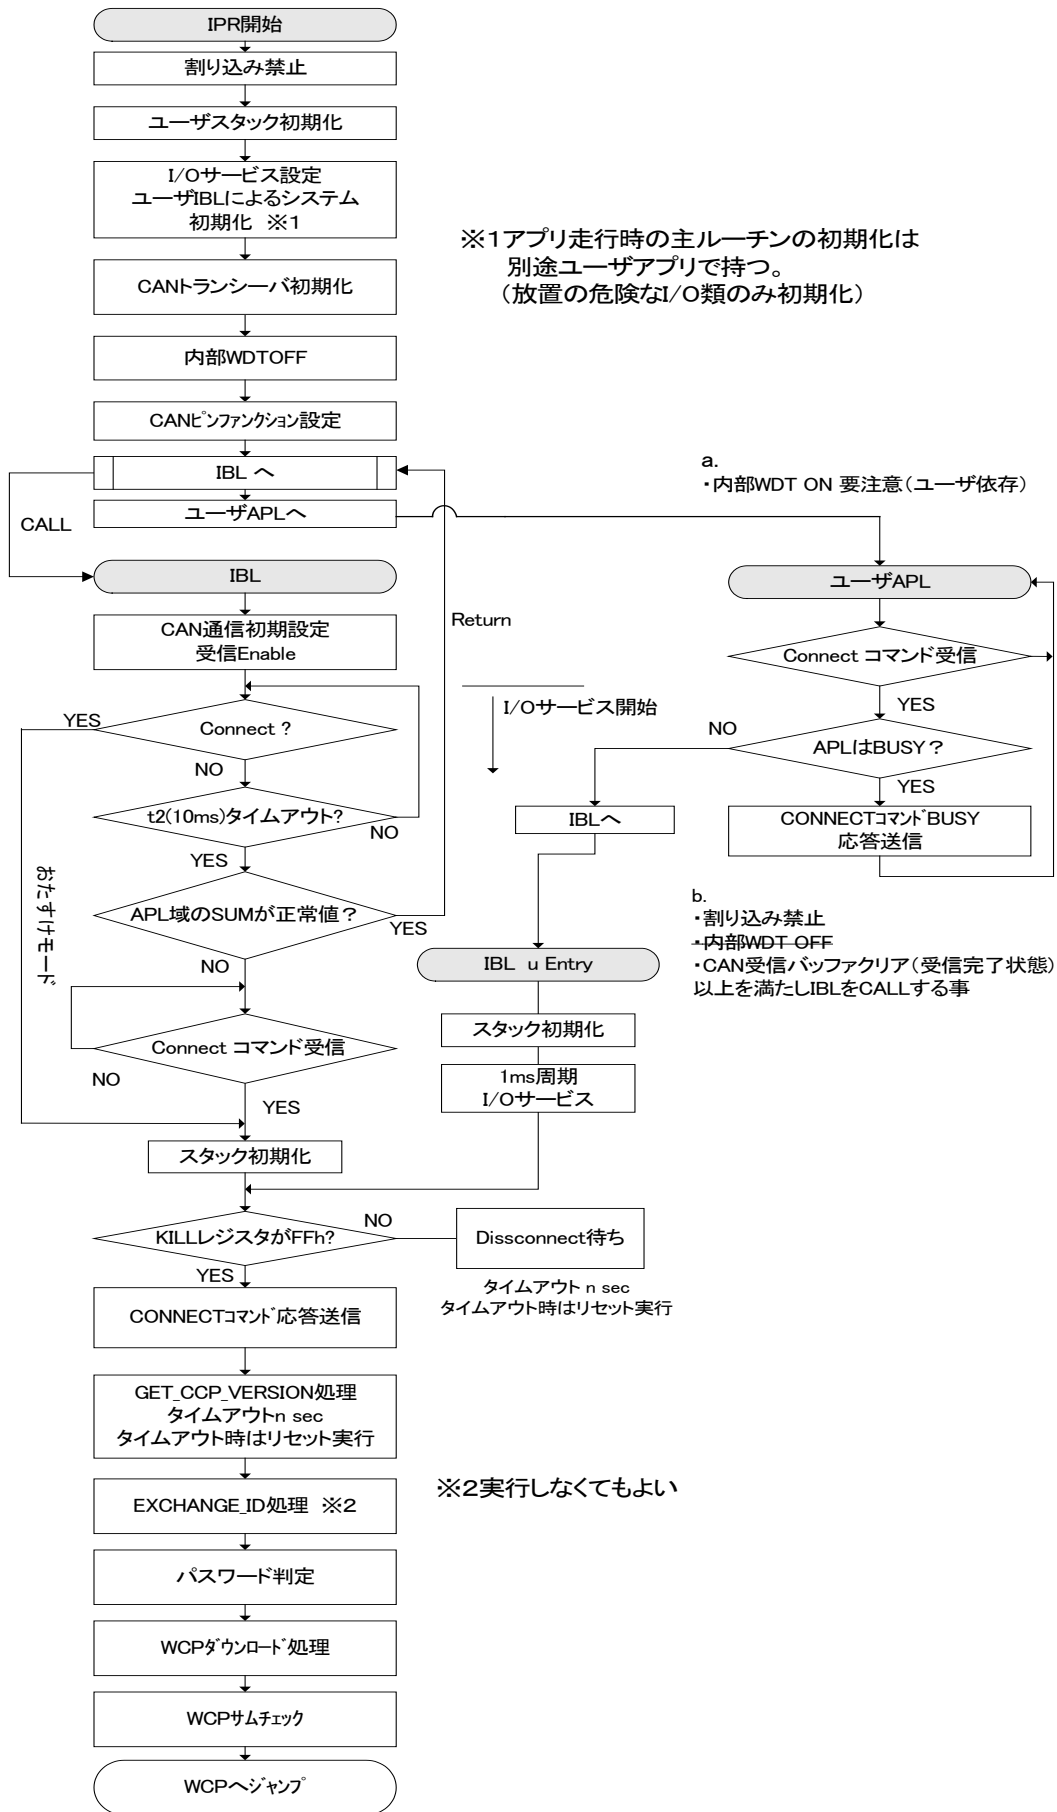 IPR開始
割り込み禁止
ユーザスタック初期化
I/Oサービス設定
ユーザIBLによるシステム
初期化 ※1
※1アプリ走行時の主ルーチンの初期化は
別途ユーザアプリで持つ。
（放置の危険なI/O類のみ初期化）
CANトランシーバ初期化
内部WDTOFF
CANﾋﾟﾝﾌｧﾝｸｼｮﾝ設定
IBL へ
ユーザAPLへ
CALL
a.
・内部WDT ON 要注意（ユーザ依存）
IBL
CAN通信初期設定
受信Enable
Return
ユーザAPL
Connect コマンド受信
YES
NO
APLはBUSY？
YES
CONNECTｺﾏﾝﾄﾞBUSY
応答送信
I/Oサービス開始
YES
Connect ?
NO
t2(10ms)タイムアウト?
NO
YES
おたすけモード
APL域のSUMが正常値？
YES
NO
Connect コマンド受信
NO
YES
IBLへ
b.
・割り込み禁止
・内部WDT OFF
・CAN受信バッファクリア（受信完了状態）
以上を満たしIBLをCALLする事
IBL u Entry
スタック初期化
1ms周期
I/Oサービス
スタック初期化
KILLレジスタがFFh?
NO
YES
Dissconnect待ち
タイムアウト n sec
タイムアウト時はリセット実行
CONNECTｺﾏﾝﾄﾞ応答送信
GET_CCP_VERSION処理
タイムアウトn sec
タイムアウト時はリセット実行
EXCHANGE_ID処理 ※2
※2実行しなくてもよい
パスワード判定
WCPﾀﾞｳﾝﾛｰﾄﾞ処理
WCPサムチェック
WCPへｼﾞｬﾝﾌﾟ